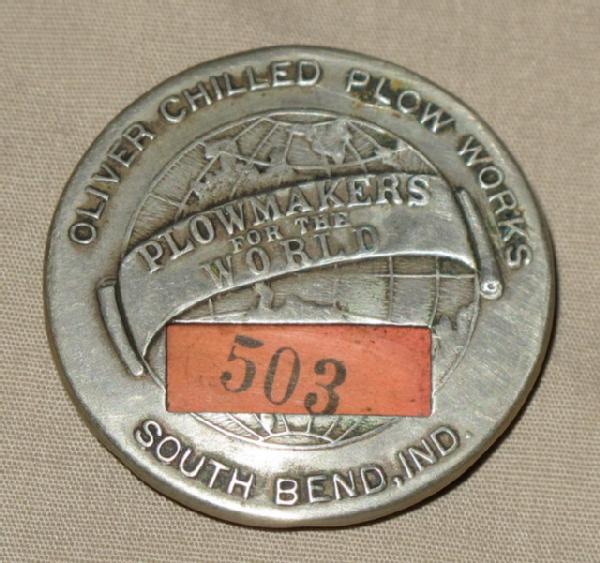 OLIVER CHILLED PLOW WORKS
PLOWMAKERS
FOR THE
WORLD
503
SOUTH BEND, IND.